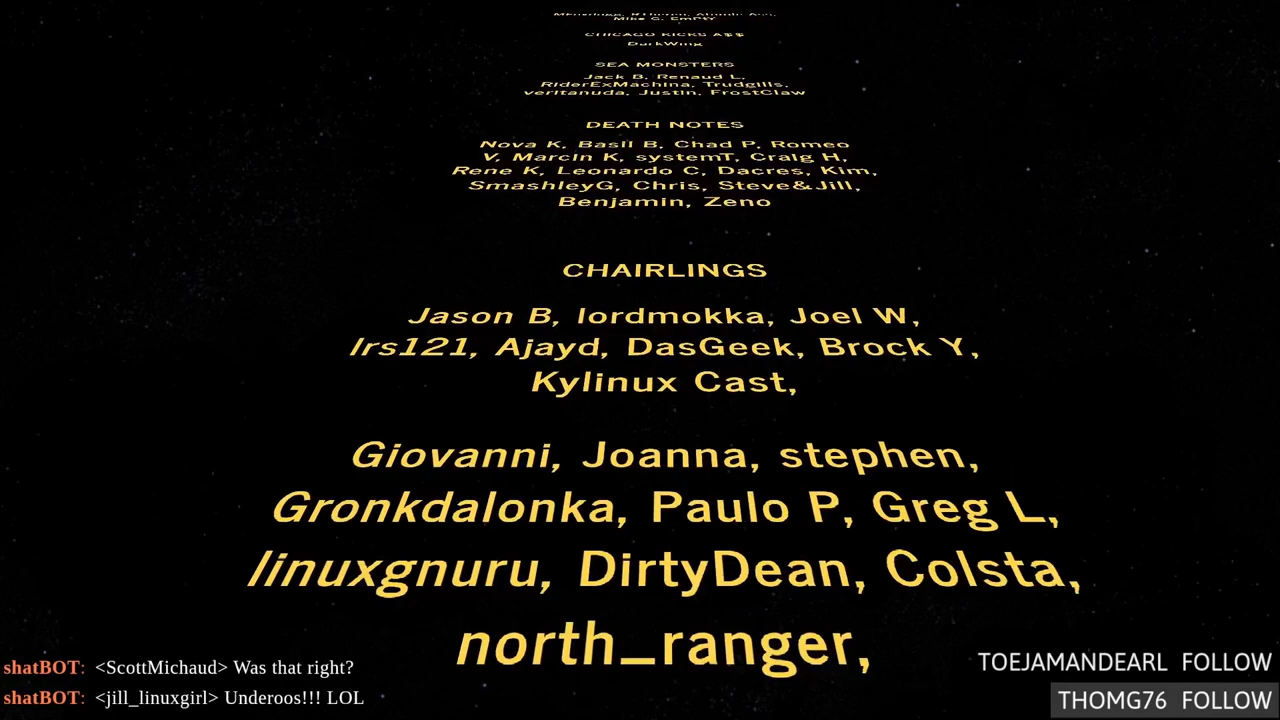 Mike G. EmPty
CHICAGO KICKS A$$
DarkWing
SEA MONSTERS
Jack B, Renaud L,
RiderExMachina, Trudgills,
veritanuda, Justin, FrostClaw
DEATH NOTES
Nova K, Basil B, Chad P, Romeo
V, Marcin K, systemT, Craig H,
Rene K, Leonardo C, Dacres, Kim,
SmashleyG, Chris, Steve&Jill,
Benjamin, Zeno
CHAIRLINGS
Jason B, lordmokka, Joel W,
lrs121, Ajayd, DasGeek, Brock Y,
Kylinux Cast,
Giovanni, Joanna, stephen,
Gronkdalonka, Paulo P, Greg L,
linuxgnuru, DirtyDean, Colsta,
north_ranger,
shatBOT: <ScottMichaud> Was that right?
shatBOT: <jill_linuxgirl> Underoos!!! LOL
TOEJAMANDEARL FOLLOW
THOMG76 FOLLOW